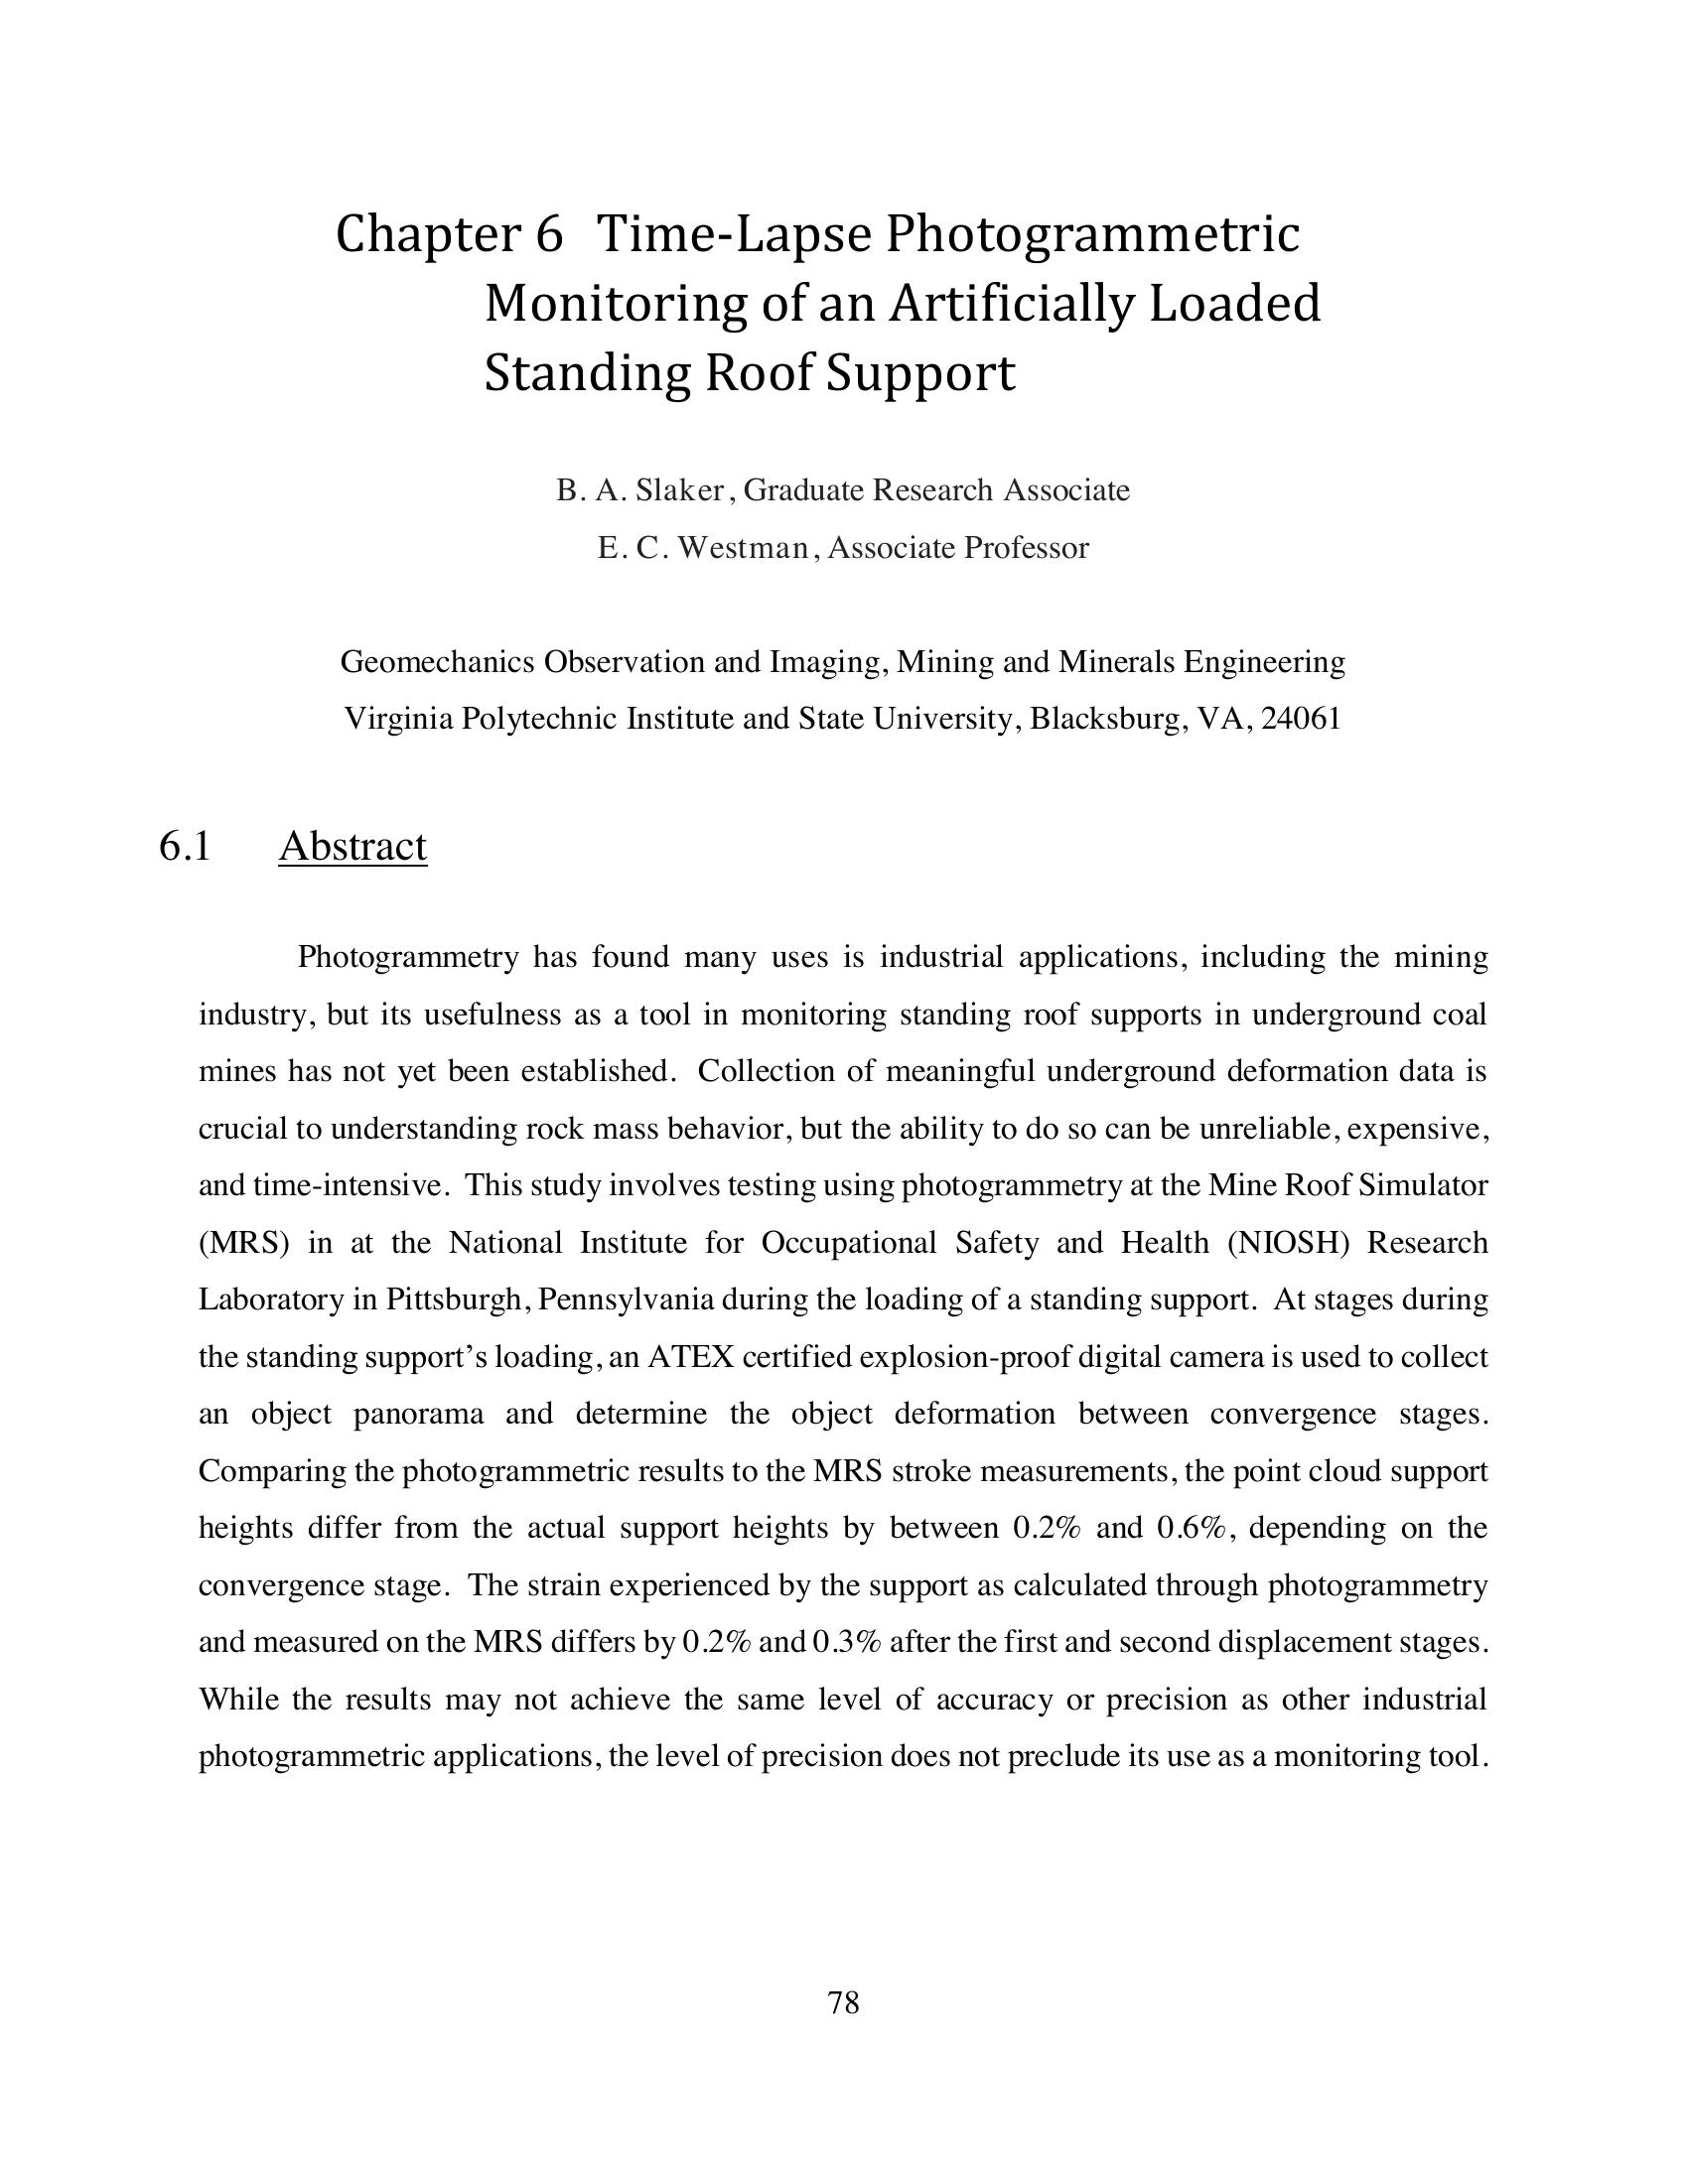 Chapter 6 Time-Lapse Photogrammetric
Monitoring of an Artificially Loaded
Standing Roof Support
B. A. Slaker, Graduate Research Associate
E. C. Westman, Associate Professor
Geomechanics Observation and Imaging, Mining and Minerals Engineering
Virginia Polytechnic Institute and State University, Blacksburg, VA, 24061
6.1 Abstract
Photogrammetry has found many uses is industrial applications, including the mining
industry, but its usefulness as a tool in monitoring standing roof supports in underground coal
mines has not yet been established. Collection of meaningful underground deformation data is
crucial to understanding rock mass behavior, but the ability to do so can be unreliable, expensive,
and time-intensive. This study involves testing using photogrammetry at the Mine Roof Simulator
(MRS) in at the National Institute for Occupational Safety and Health (NIOSH) Research
Laboratory in Pittsburgh, Pennsylvania during the loading of a standing support. At stages during
the standing support’s loading, an ATEX certified explosion-proof digital camera is used to collect
an object panorama and determine the object deformation between convergence stages.
Comparing the photogrammetric results to the MRS stroke measurements, the point cloud support
heights differ from the actual support heights by between 0.2% and 0.6%, depending on the
convergence stage. The strain experienced by the support as calculated through photogrammetry
and measured on the MRS differs by 0.2% and 0.3% after the first and second displacement stages.
While the results may not achieve the same level of accuracy or precision as other industrial
photogrammetric applications, the level of precision does not preclude its use as a monitoring tool.
78